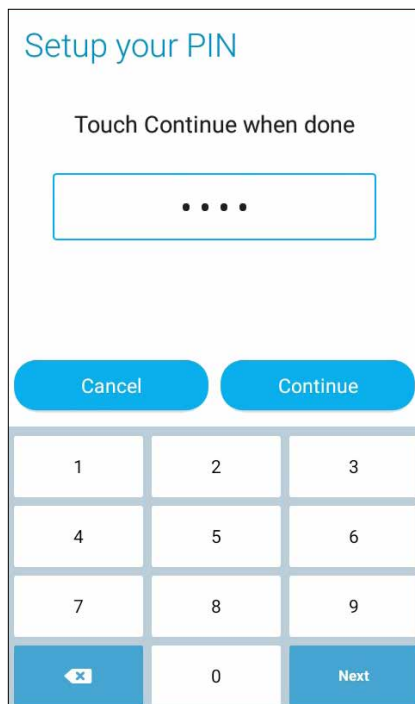 Setup your PIN
Touch Continue when done
••••
Cancel Continue
1 2 3
4 5 6
7 8 9
0 Next